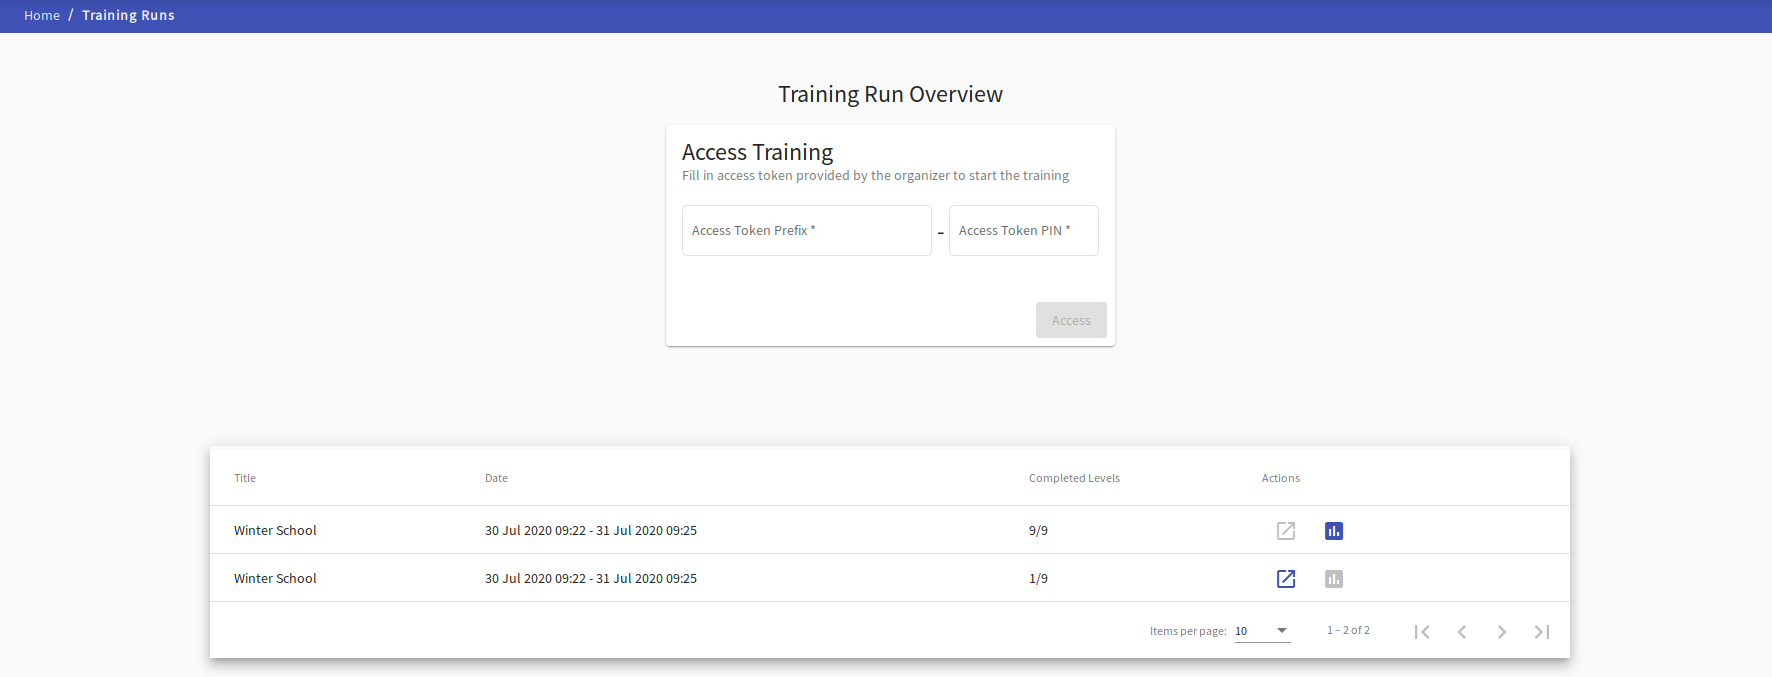 Home / Training Runs
Training Run Overview
Access Training
Fill in access token provided by the organizer to start the training
Access Token Prefix * - Access Token PIN *
Access
Title Date Completed Levels Actions
Winter School 30 Jul 2020 09:22 - 31 Jul 2020 09:25 9/9
Winter School 30 Jul 2020 09:22 - 31 Jul 2020 09:25 1/9
Items per page: 10 1 – 2 of 2